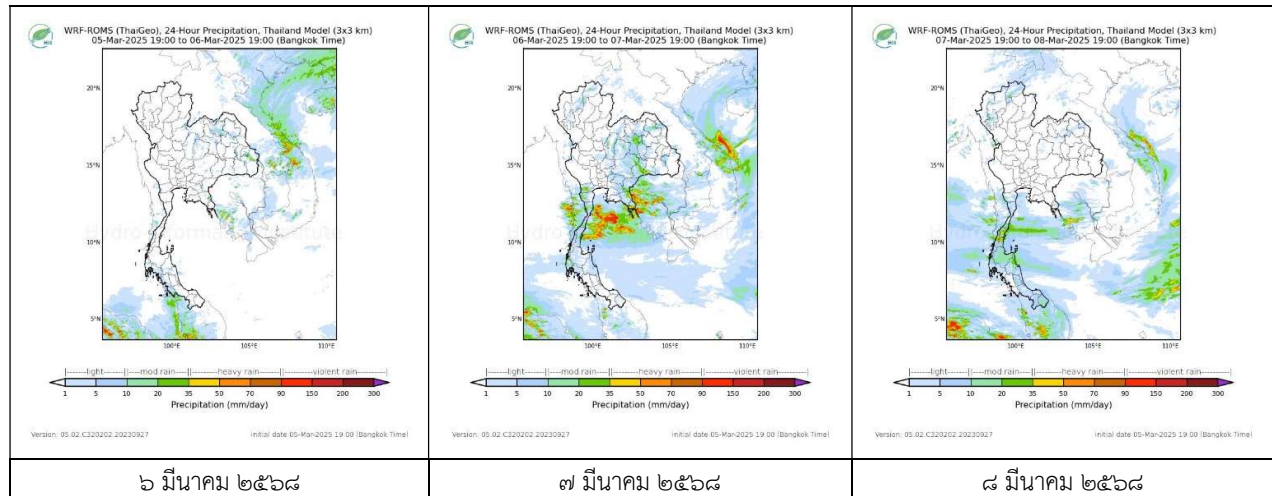 WRF-ROMS (ThaiGeo), 24-Hour Precipitation, Thailand Model (3x3 km)
05-Mar-2025 19:00 to 06-Mar-2025 19:00 (Bangkok Time)
20°N
15°N
10°N
5°N
100°E
105°E
110°E
|--------light-------||----mod rain----||--------heavy rain--------||------------violent rain------------|
1 5 10 20 35 50 70 90 150 200 300
Precipitation (mm/day)
Version: 05.02.C320202.20230927
initial date 05-Mar-2025 19:00 (Bangkok Time)
๖ มีนาคม ๒๕๖๘
WRF-ROMS (ThaiGeo), 24-Hour Precipitation, Thailand Model (3x3 km)
06-Mar-2025 19:00 to 07-Mar-2025 19:00 (Bangkok Time)
20°N
15°N
10°N
5°N
100°E
105°E
110°E
|--------light-------||----mod rain----||--------heavy rain--------||------------violent rain------------|
1 5 10 20 35 50 70 90 150 200 300
Precipitation (mm/day)
Version: 05.02.C320202.20230927
initial date 05-Mar-2025 19:00 (Bangkok Time)
๗ มีนาคม ๒๕๖๘
WRF-ROMS (ThaiGeo), 24-Hour Precipitation, Thailand Model (3x3 km)
07-Mar-2025 19:00 to 08-Mar-2025 19:00 (Bangkok Time)
20°N
15°N
10°N
5°N
100°E
105°E
110°E
|--------light-------||----mod rain----||--------heavy rain--------||------------violent rain------------|
1 5 10 20 35 50 70 90 150 200 300
Precipitation (mm/day)
Version: 05.02.C320202.20230927
initial date 05-Mar-2025 19:00 (Bangkok Time)
๘ มีนาคม ๒๕๖๘